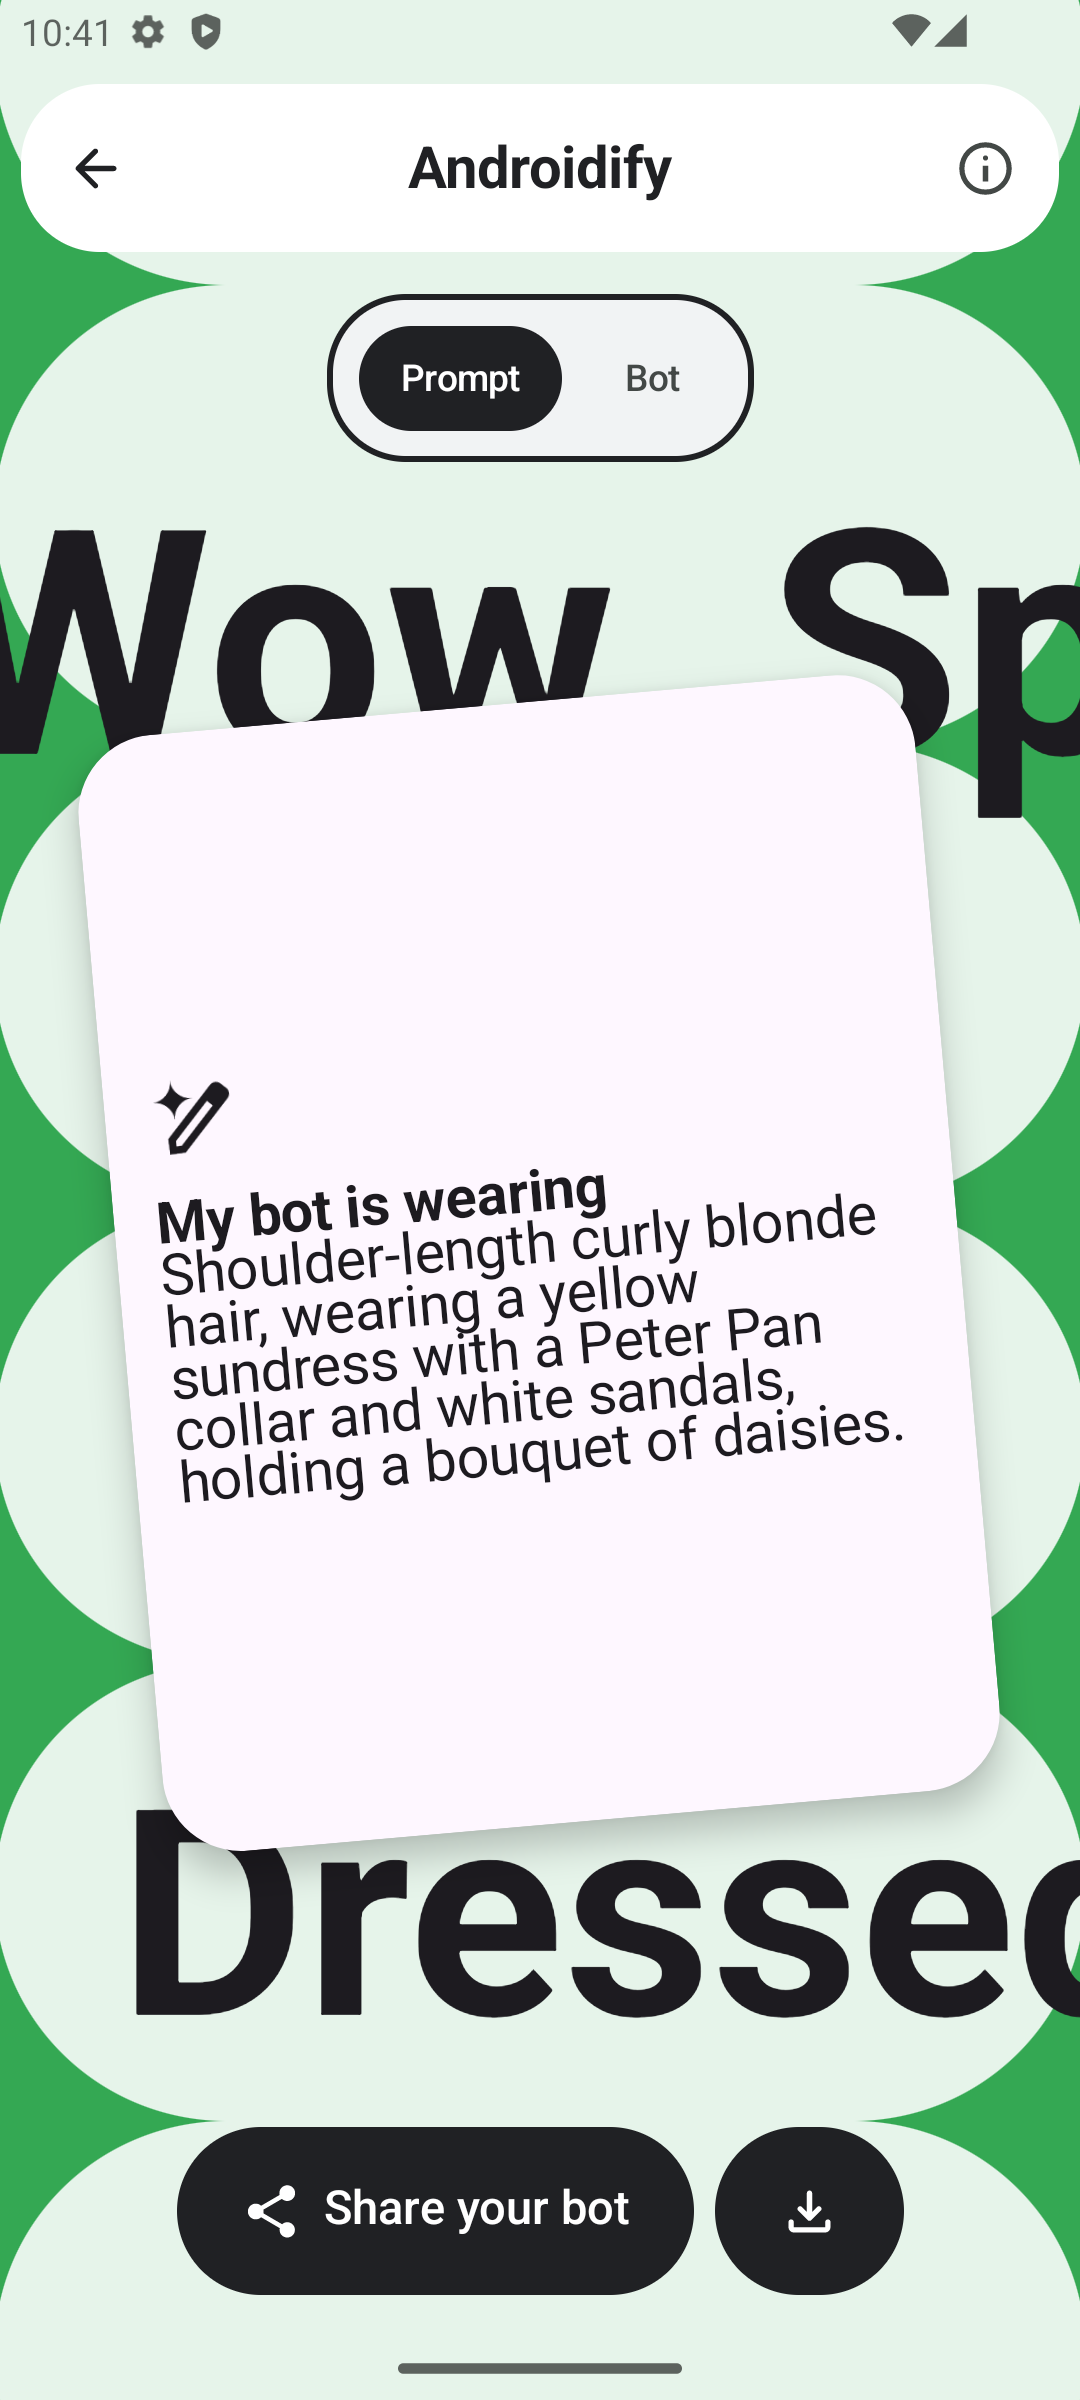 10:41
Androidify
Prompt
Bot
Wow Sp
My bot is wearing
Shoulder-length curly blonde
hair, wearing a yellow
sundress with a Peter Pan
collar and white sandals,
holding a bouquet of daisies.
Dressed
Share your bot